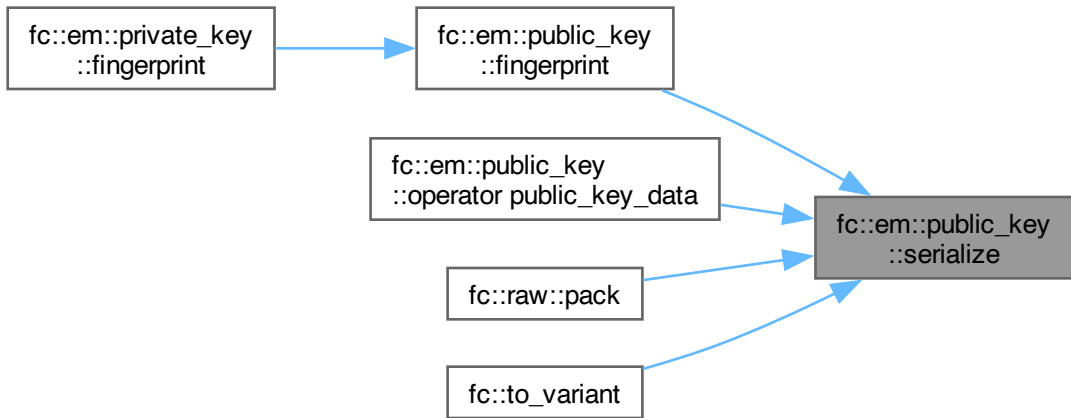 fc::em::private_key
::fingerprint
fc::em::public_key
::fingerprint
fc::em::public_key
::operator public_key_data
fc::em::public_key
::serialize
fc::raw::pack
fc::to_variant